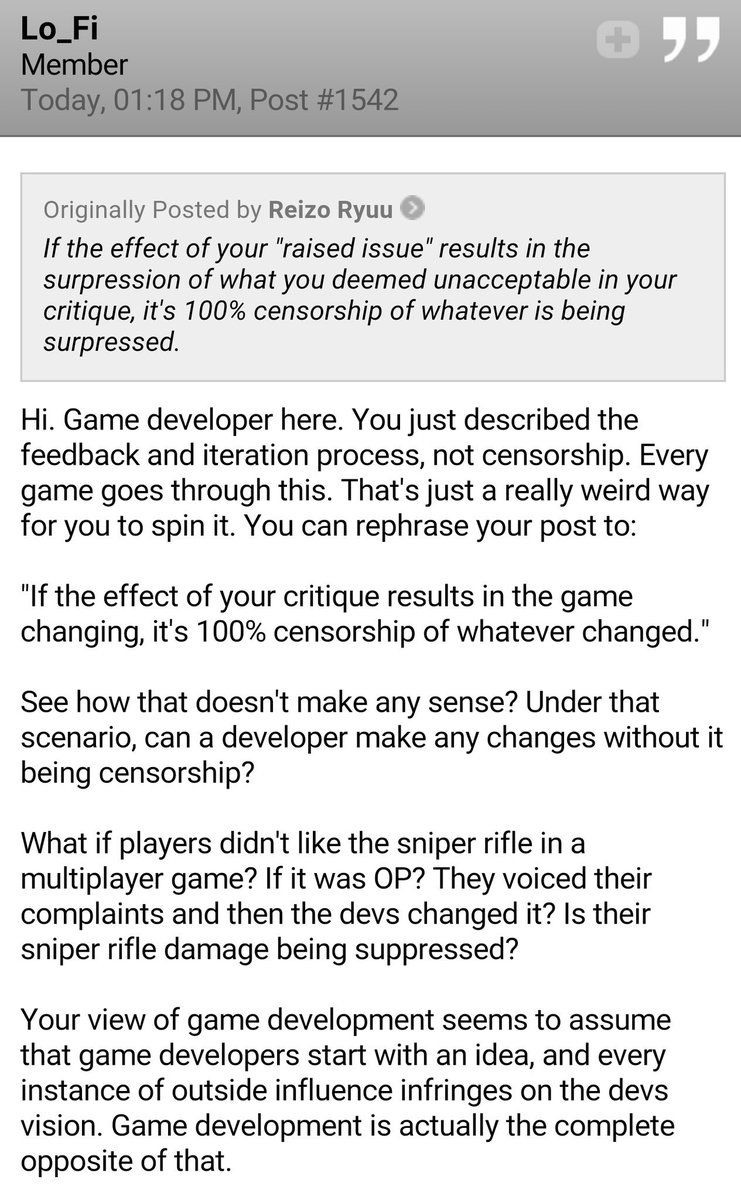 Lo_Fi
Member
Today, 01:18 PM, Post #1542
Originally Posted by Reizo Ryuu
If the effect of your "raised issue" results in the
surpression of what you deemed unacceptable in your
critique, it's 100% censorship of whatever is being
surpressed.
Hi. Game developer here. You just described the
feedback and iteration process, not censorship. Every
game goes through this. That's just a really weird way
for you to spin it. You can rephrase your post to:
"If the effect of your critique results in the game
changing, it's 100% censorship of whatever changed."
See how that doesn't make any sense? Under that
scenario, can a developer make any changes without it
being censorship?
What if players didn't like the sniper rifle in a
multiplayer game? If it was OP? They voiced their
complaints and then the devs changed it? Is their
sniper rifle damage being suppressed?
Your view of game development seems to assume
that game developers start with an idea, and every
instance of outside influence infringes on the devs
vision. Game development is actually the complete
opposite of that.